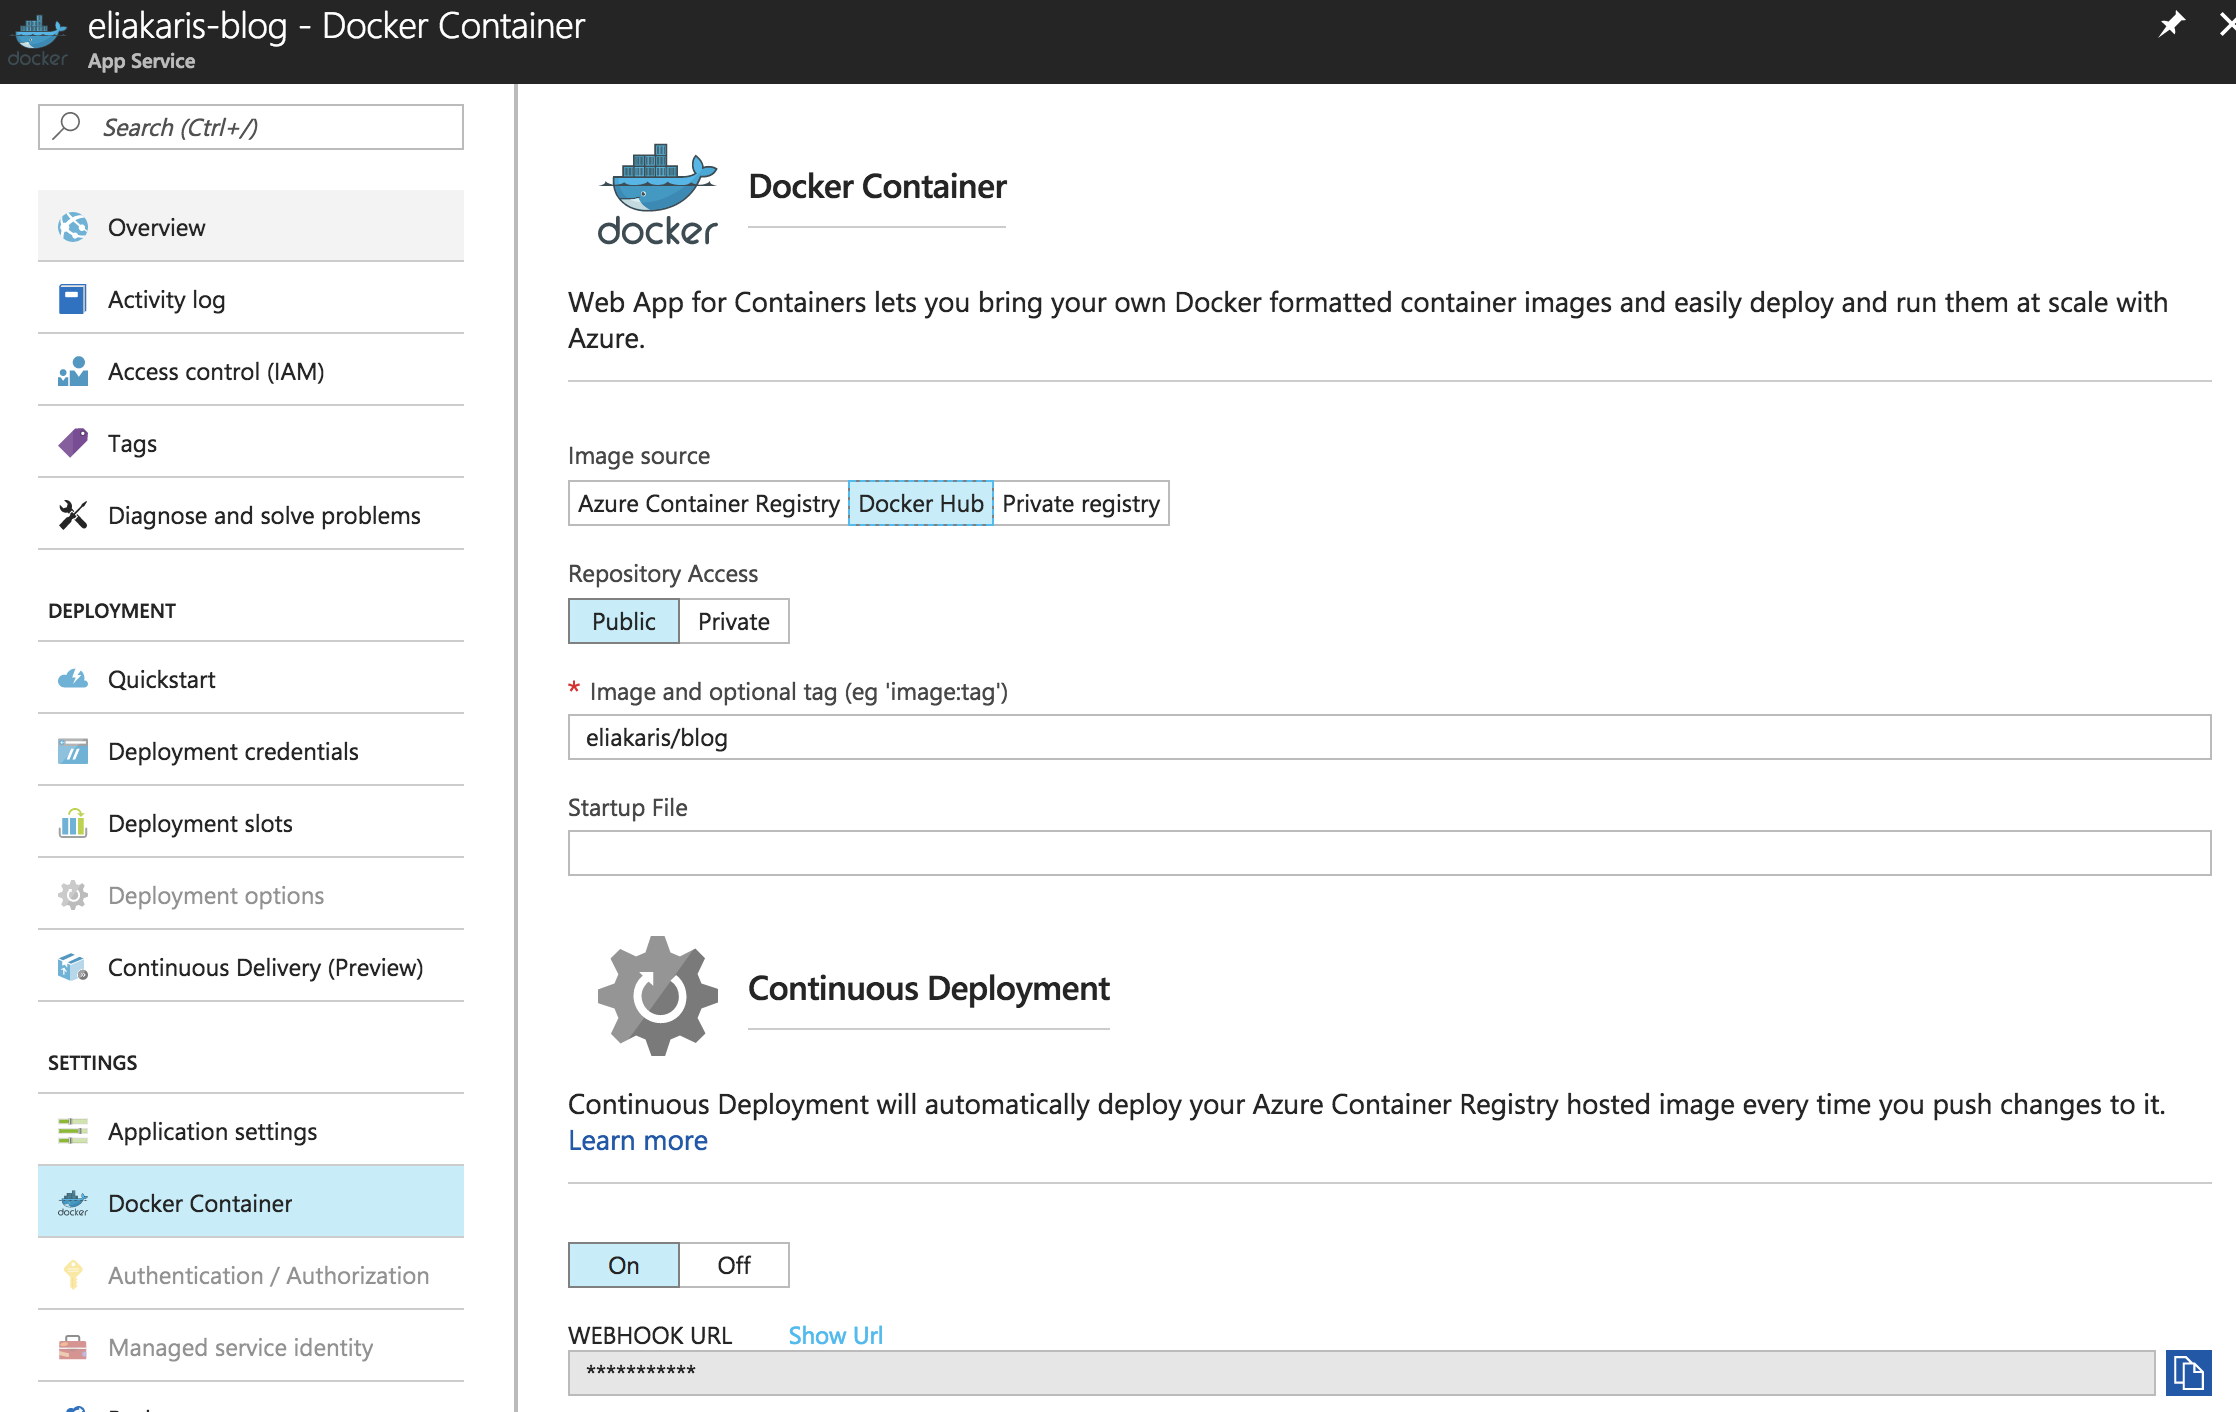 eliakaris-blog - Docker Container
App Service
docker
Search (Ctrl+/)
Overview
Activity log
Access control (IAM)
Tags
Diagnose and solve problems
DEPLOYMENT
Quickstart
Deployment credentials
Deployment slots
Deployment options
Continuous Delivery (Preview)
SETTINGS
Application settings
docker
Docker Container
Authentication / Authorization
Managed service identity
docker
Docker Container
Web App for Containers lets you bring your own Docker formatted container images and easily deploy and run them at scale with
Azure.
Image source
Azure Container Registry Docker Hub Private registry
Repository Access
Public Private
* Image and optional tag (eg 'image:tag')
eliakaris/blog
Startup File
Continuous Deployment
Continuous Deployment will automatically deploy your Azure Container Registry hosted image every time you push changes to it.
Learn more
On Off
WEBHOOK URL Show Url
***********